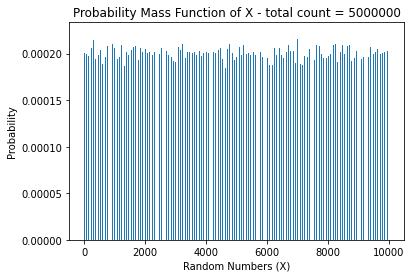 Probability Mass Function of X - total count = 5000000
0.00020
0.00015
0.00010
0.00005
0.00000
Probability
0 2000 4000 6000 8000 10000
Random Numbers (X)